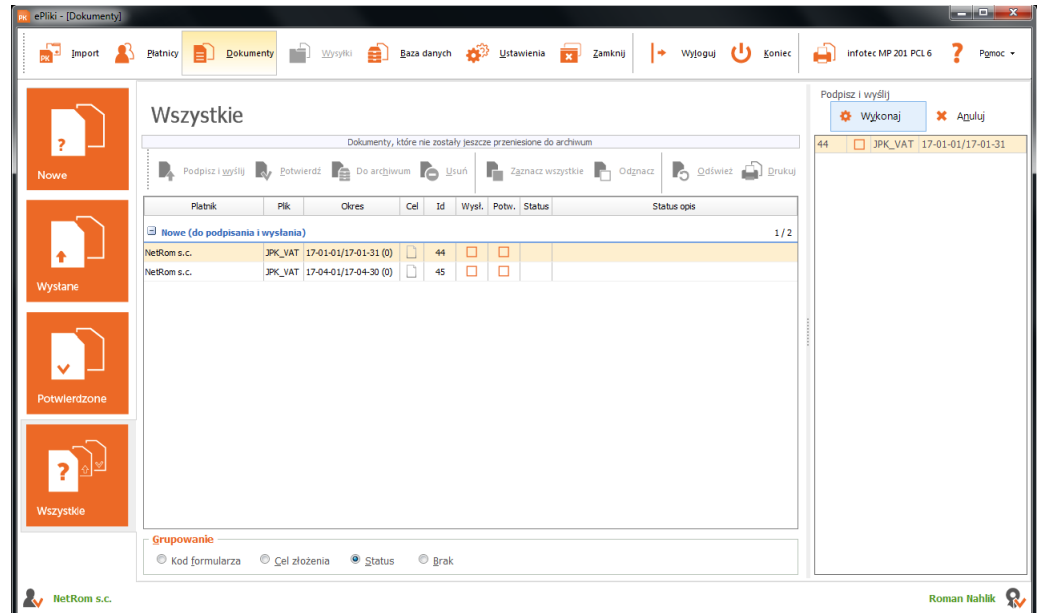 ePliki - [Dokumenty]
Import Płatnicy Dokumenty Wysyłki Baza danych Ustawienia Zamknij Wyloguj Koniec infotec MP 201 PCL 6 Pomoc
Nowe
Wysłane
Potwierdzone
Wszystkie
Wszystkie
Dokumenty, które nie zostały jeszcze przeniesione do archiwum
Podpisz i wyślij Potwierdź Do archiwum Usuń Zaznacz wszystkie Odznacz Odśwież Drukuj
Płatnik Plik Okres Cel Id Wysł. Potw. Status Status opis
Nowe (do podpisania i wysłania) 1 / 2
NetRom s.c. JPK_VAT 17-01-01/17-01-31 (0) 44
NetRom s.c. JPK_VAT 17-04-01/17-04-30 (0) 45
Grupowanie
Kod formularza Cel złożenia Status Brak
Podpisz i wyślij
Wykonaj Anuluj
44 JPK_VAT 17-01-01/17-01-31
NetRom s.c. Roman Nahlik